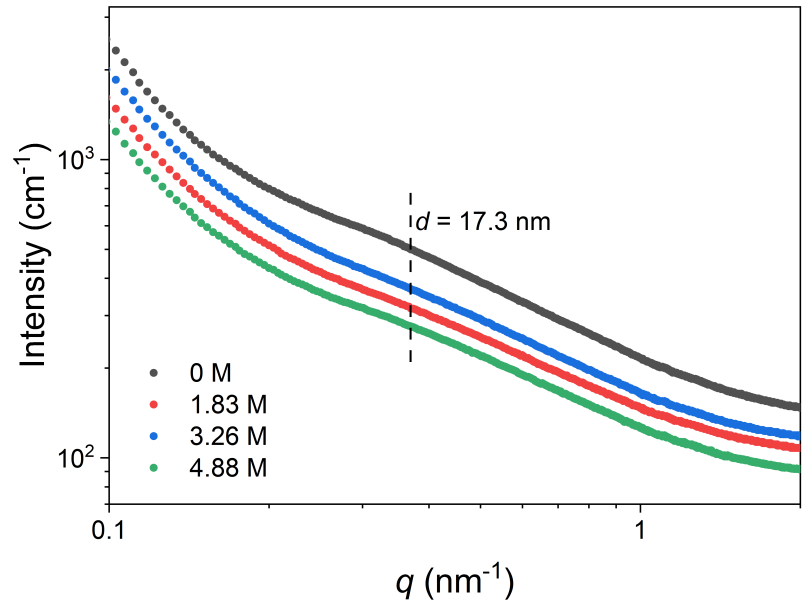 Intensity (cm⁻¹)
10³
10²
d = 17.3 nm
0 M
1.83 M
3.26 M
4.88 M
0.1
1
q (nm⁻¹)